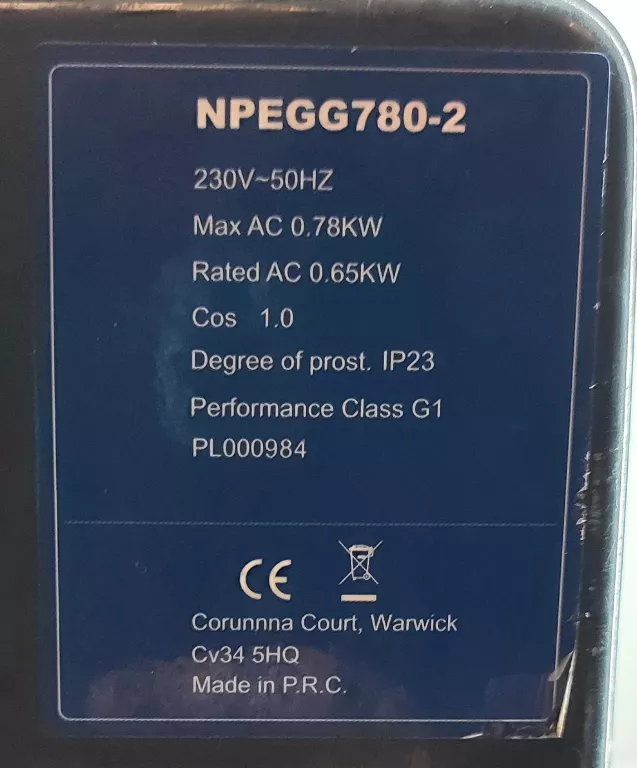 NPEGG780-2
230V~50HZ
Max AC 0.78KW
Rated AC 0.65KW
Cos 1.0
Degree of prost. IP23
Performance Class G1
PL000984
CE
Corunnna Court, Warwick
Cv34 5HQ
Made in P.R.C.